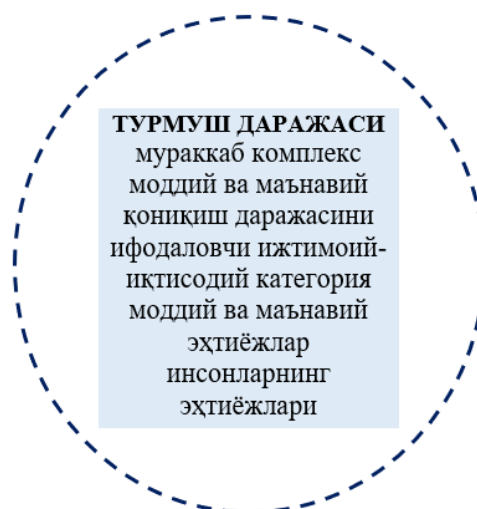 ТУРМУШ ДАРАЖАСИ
мураккаб комплекс
моддий ва маънавий
қониқиш даражасини
ифодаловчи ижтимоий-
иқтисодий категория
моддий ва маънавий
эҳтиёжлар
инсонларнинг
эҳтиёжлари